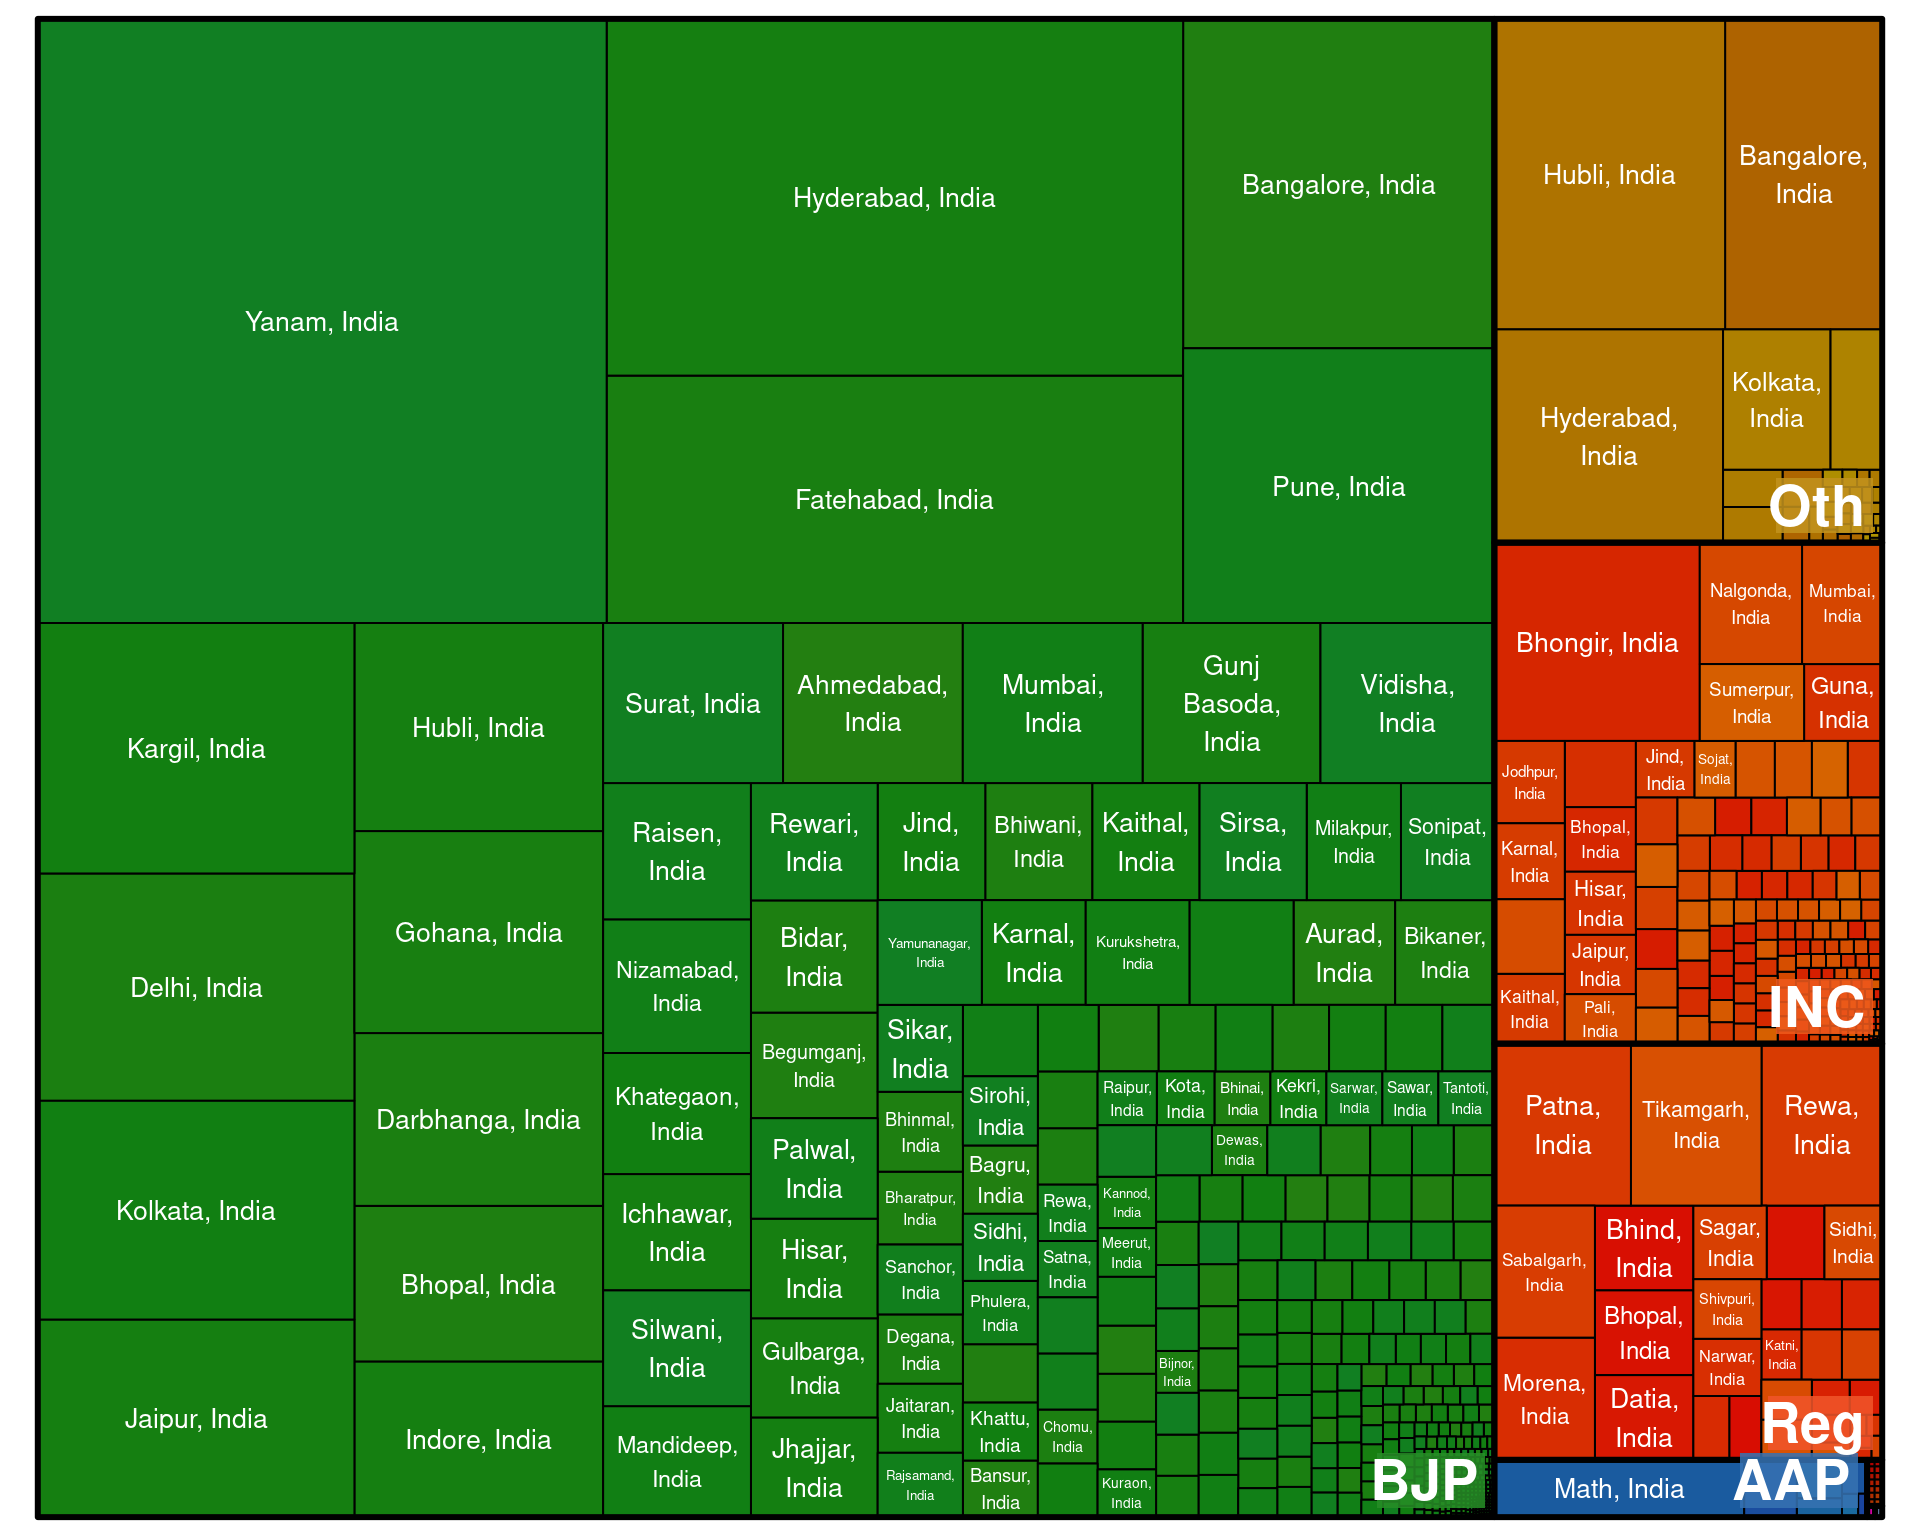 Yanam, India
Hyderabad, India
Fatehabad, India
Bangalore, India
Pune, India
Kargil, India
Delhi, India
Kolkata, India
Jaipur, India
Hubli, India
Gohana, India
Darbhanga, India
Bhopal, India
Indore, India
Surat, India
Ahmedabad,
India
Mumbai,
India
Gunj
Basoda,
India
Vidisha,
India
Raisen,
India
Nizamabad,
India
Khategaon,
India
Ichhawar,
India
Silwani,
India
Mandideep,
India
Rewari,
India
Bidar,
India
Begumganj,
India
Palwal,
India
Hisar,
India
Gulbarga,
India
Jhajjar,
India
Jind,
India
Bhiwani,
India
Kaithal,
India
Sirsa,
India
Milakpur,
India
Sonipat,
India
Yamunanagar,
India
Karnal,
India
Kurukshetra,
India
Aurad,
India
Bikaner,
India
Sikar,
India
Bhinmal,
India
Bharatpur,
India
Sanchor,
India
Degana,
India
Jaitaran,
India
Rajsamand,
India
Sirohi,
India
Bagru,
India
Sidhi,
India
Phulera,
India
Khattu,
India
Bansur,
India
Rewa,
India
Satna,
India
Chomu,
India
Raipur,
India
Kota,
India
Bhinai,
India
Kekri,
India
Sarwar,
India
Sawar,
India
Tantoti,
India
Dewas,
India
Kannod,
India
Meerut,
India
Bijnor,
India
Kuraon,
India
BJP
Hubli, India
Bangalore,
India
Hyderabad,
India
Kolkata,
India
Oth
Bhongir, India
Nalgonda,
India
Mumbai,
India
Sumerpur,
India
Guna,
India
Jodhpur,
India
Karnal,
India
Kaithal,
India
Bhopal,
India
Hisar,
India
Jaipur,
India
Pali,
India
Jind,
India
Sojat,
India
INC
Patna,
India
Tikamgarh,
India
Rewa,
India
Sabalgarh,
India
Morena,
India
Bhind,
India
Bhopal,
India
Datia,
India
Sagar,
India
Sidhi,
India
Shivpuri,
India
Narwar,
India
Katni,
India
Reg
Math, India
AAP